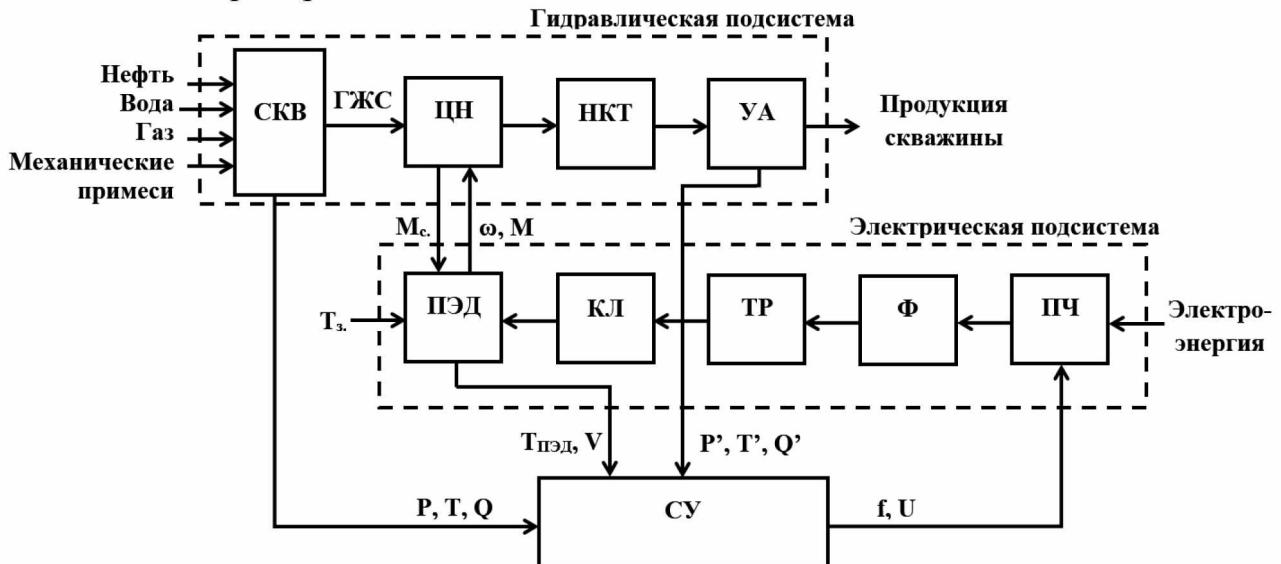 Гидравлическая подсистема
Нефть
Вода
Газ
Механические
примеси
СКВ
ГЖС
ЦН
НКТ
УА
Продукция
скважины
Mс.
ω, M
Электрическая подсистема
Tз.
ПЭД
КЛ
ТР
Ф
ПЧ
Электро-
энергия
TПЭД, V
P’, T’, Q’
P, T, Q
СУ
f, U